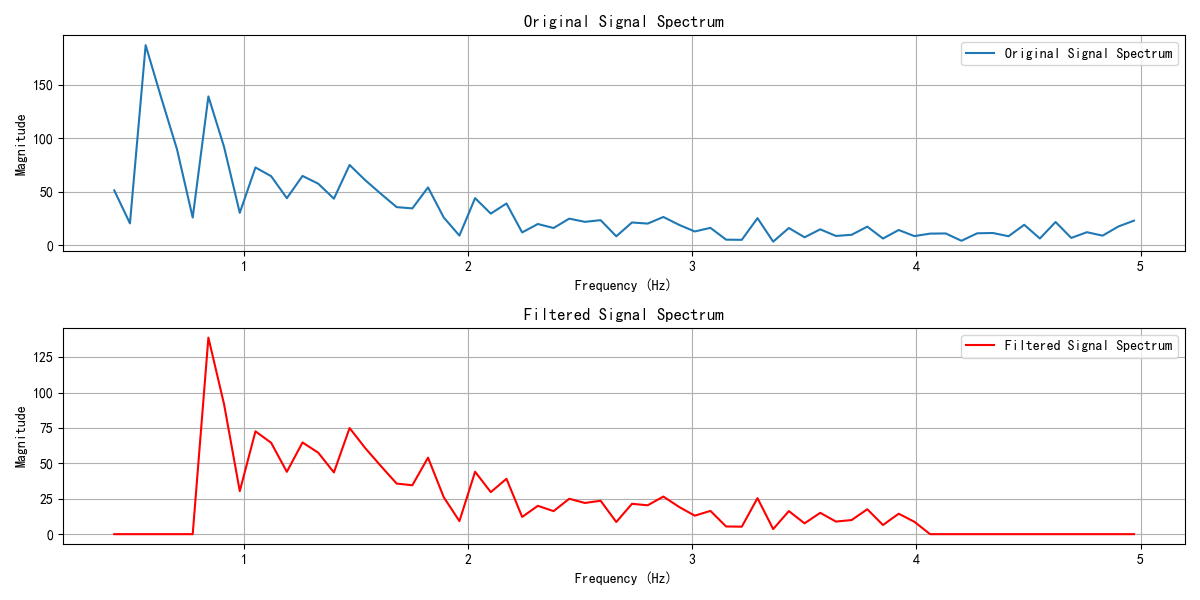 Original Signal Spectrum
Original Signal Spectrum
Magnitude
150
100
50
0
1 2 3 4 5
Frequency (Hz)
Filtered Signal Spectrum
Filtered Signal Spectrum
Magnitude
125
100
75
50
25
0
1 2 3 4 5
Frequency (Hz)